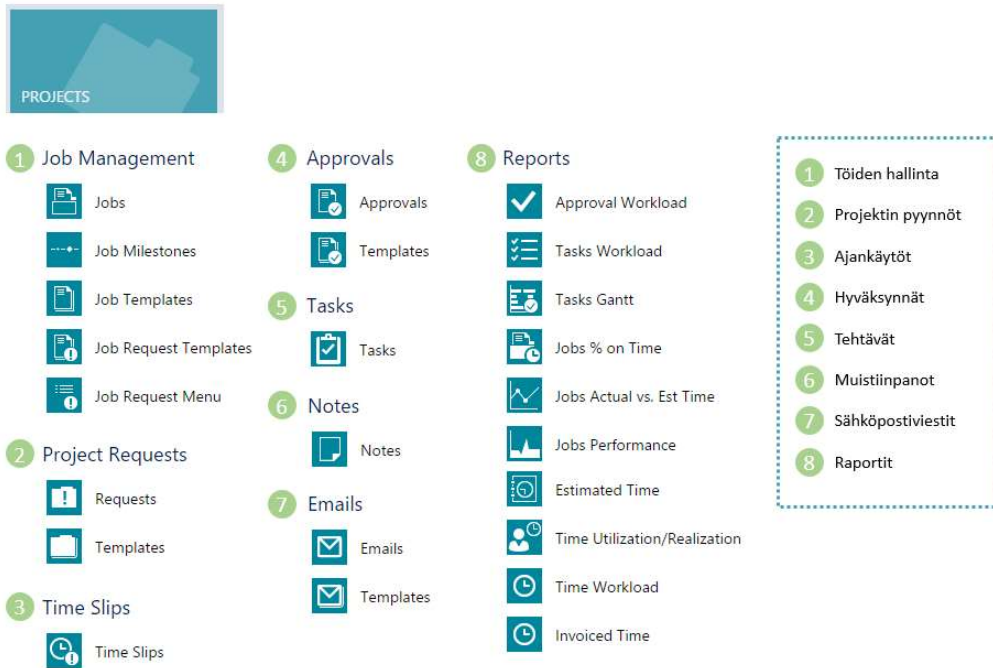 PROJECTS
1 Job Management
Jobs
Job Milestones
Job Templates
Job Request Templates
Job Request Menu
2 Project Requests
Requests
Templates
3 Time Slips
Time Slips
4 Approvals
Approvals
Templates
5 Tasks
Tasks
6 Notes
Notes
7 Emails
Emails
Templates
8 Reports
Approval Workload
Tasks Workload
Tasks Gantt
Jobs % on Time
Jobs Actual vs. Est Time
Jobs Performance
Estimated Time
Time Utilization/Realization
Time Workload
Invoiced Time
1 Töiden hallinta
2 Projektin pyynnöt
3 Ajankäytöt
4 Hyväksynnät
5 Tehtävät
6 Muistiinpanot
7 Sähköpostiviestit
8 Raportit